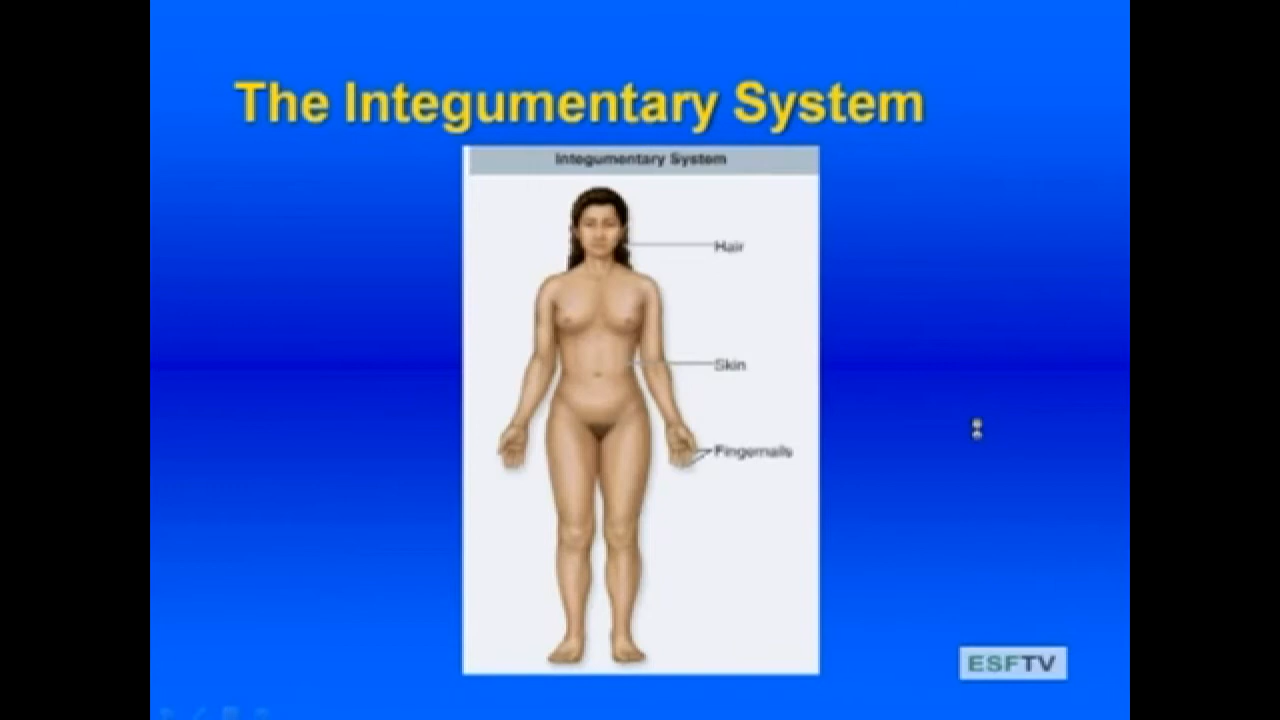 The Integumentary System
Integumentary System
Hair
Skin
Fingernails
ESFTV